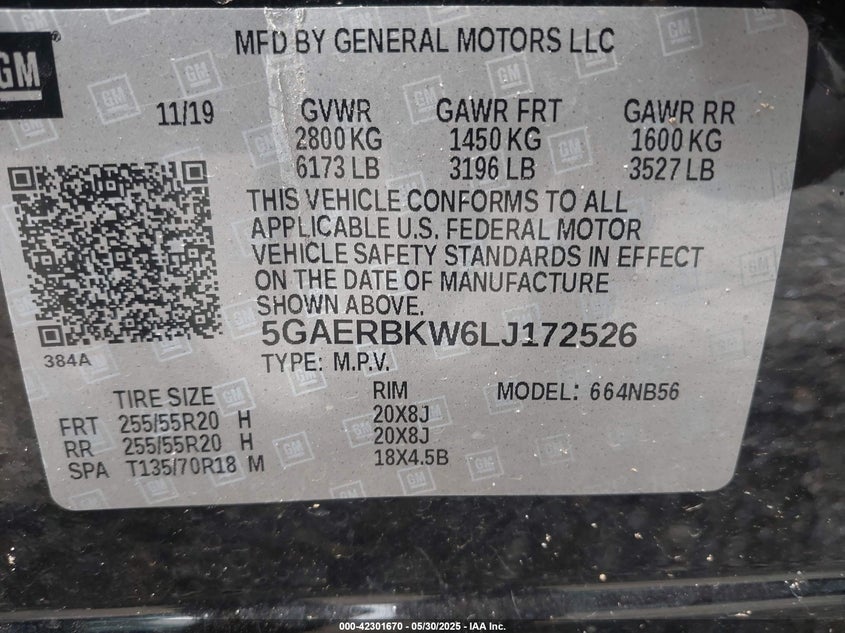 GM
MFD BY GENERAL MOTORS LLC
11/19 GVWR GAWR FRT GAWR RR
2800 KG 1450 KG 1600 KG
6173 LB 3196 LB 3527 LB
THIS VEHICLE CONFORMS TO ALL
APPLICABLE U.S. FEDERAL MOTOR
VEHICLE SAFETY STANDARDS IN EFFECT
ON THE DATE OF MANUFACTURE
SHOWN ABOVE.
384A
5GAERBKW6LJ172526
TYPE: M.P.V.
TIRE SIZE RIM MODEL: 664NB56
FRT 255/55R20 H 20X8J
RR 255/55R20 H 20X8J
SPA T135/70R18 M 18X4.5B
000-42301670 - 05/30/2025 - IAA Inc.